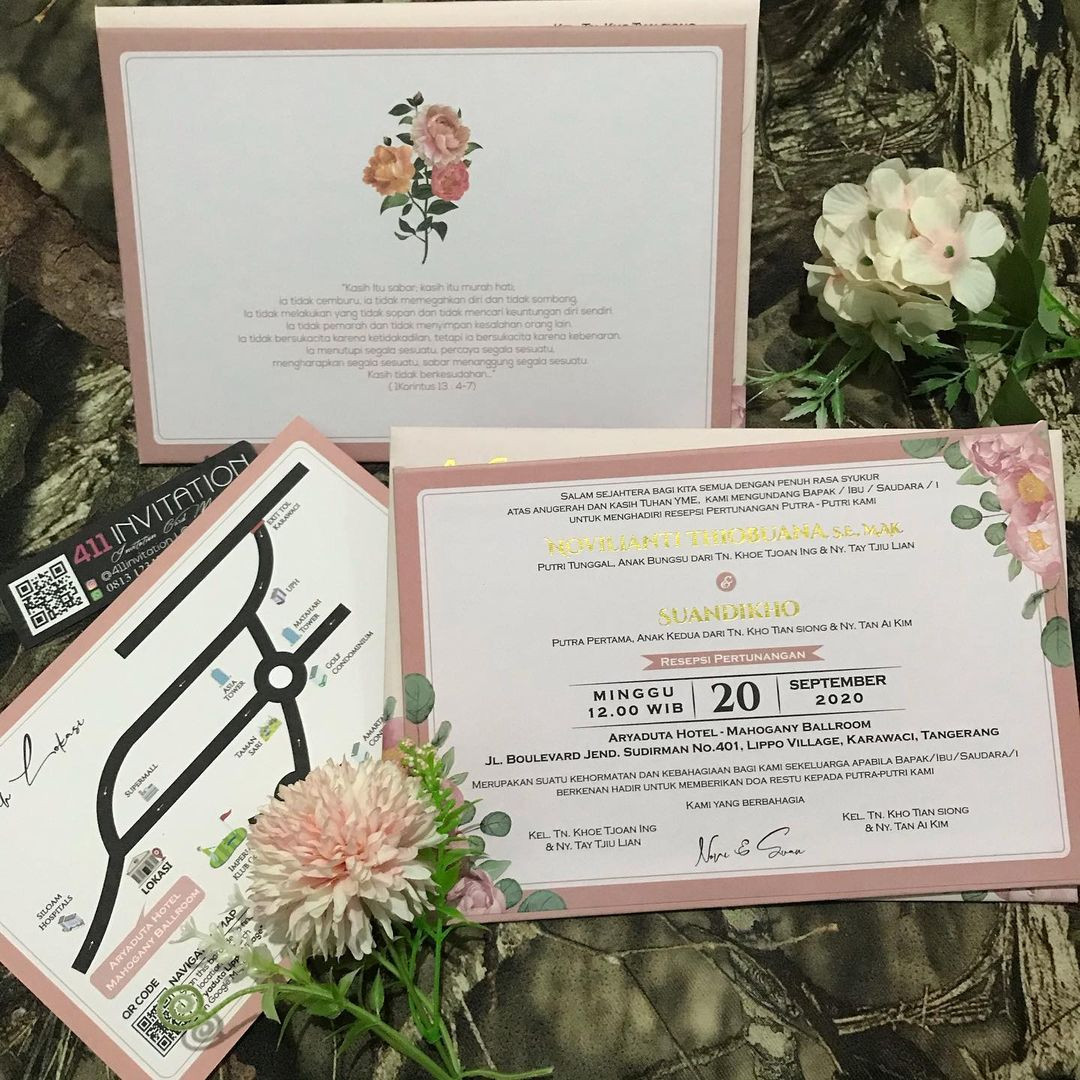 "Kasih itu sabar; kasih itu murah hati;
ia tidak cemburu, ia tidak memegahkan diri dan tidak sombong.
Ia tidak melakukan yang tidak sopan dan tidak mencari keuntungan diri sendiri.
Ia tidak pemarah dan tidak menyimpan kesalahan orang lain.
Ia tidak bersukacita karena ketidakadilan, tetapi ia bersukacita karena kebenaran.
Ia menutupi segala sesuatu, percaya segala sesuatu,
mengharapkan segala sesuatu, sabar menanggung segala sesuatu.
Kasih tidak berkesudahan..."
( 1Korintus 13 : 4-7)
411 INVITATION
@411invitation
0813
Lokasi
EXIT TOL
KARAWACI
UPH
MATAHARI
TOWER
GOLF
CONDOMINIUM
ASIA
TOWER
TAMAN
SARI
SUPERMALL
LOKASI
SILOAM
HOSPITALS
ARYADUTA HOTEL
MAHOGANY BALLROOM
QR CODE
SALAM SEJAHTERA BAGI KITA SEMUA DENGAN PENUH RASA SYUKUR
ATAS ANUGERAH DAN KASIH TUHAN YME, KAMI MENGUNDANG BAPAK / IBU / SAUDARA / I
UNTUK MENGHADIRI RESEPSI PERTUNANGAN PUTRA - PUTRI KAMI
NOVILIANTI THIOBUANA, S.E., M.AK.
PUTRI TUNGGAL, ANAK BUNGSU DARI TN. KHOE TJOAN ING & NY. TAY TJIU LIAN
&
SUANDIKHO
PUTRA PERTAMA, ANAK KEDUA DARI TN. KHO TIAN SIONG & NY. TAN AI KIM
RESEPSI PERTUNANGAN
MINGGU
12.00 WIB
20
SEPTEMBER
2020
ARYADUTA HOTEL - MAHOGANY BALLROOM
JL. BOULEVARD JEND. SUDIRMAN NO.401, LIPPO VILLAGE, KARAWACI, TANGERANG
MERUPAKAN SUATU KEHORMATAN DAN KEBAHAGIAAN BAGI KAMI SEKELUARGA APABILA BAPAK/IBU/SAUDARA/I
BERKENAN HADIR UNTUK MEMBERIKAN DOA RESTU KEPADA PUTRA-PUTRI KAMI
KAMI YANG BERBAHAGIA
KEL. TN. KHOE TJOAN ING
& NY. TAY TJIU LIAN
KEL. TN. KHO TIAN SIONG
& NY. TAN AI KIM
Novi & Suan